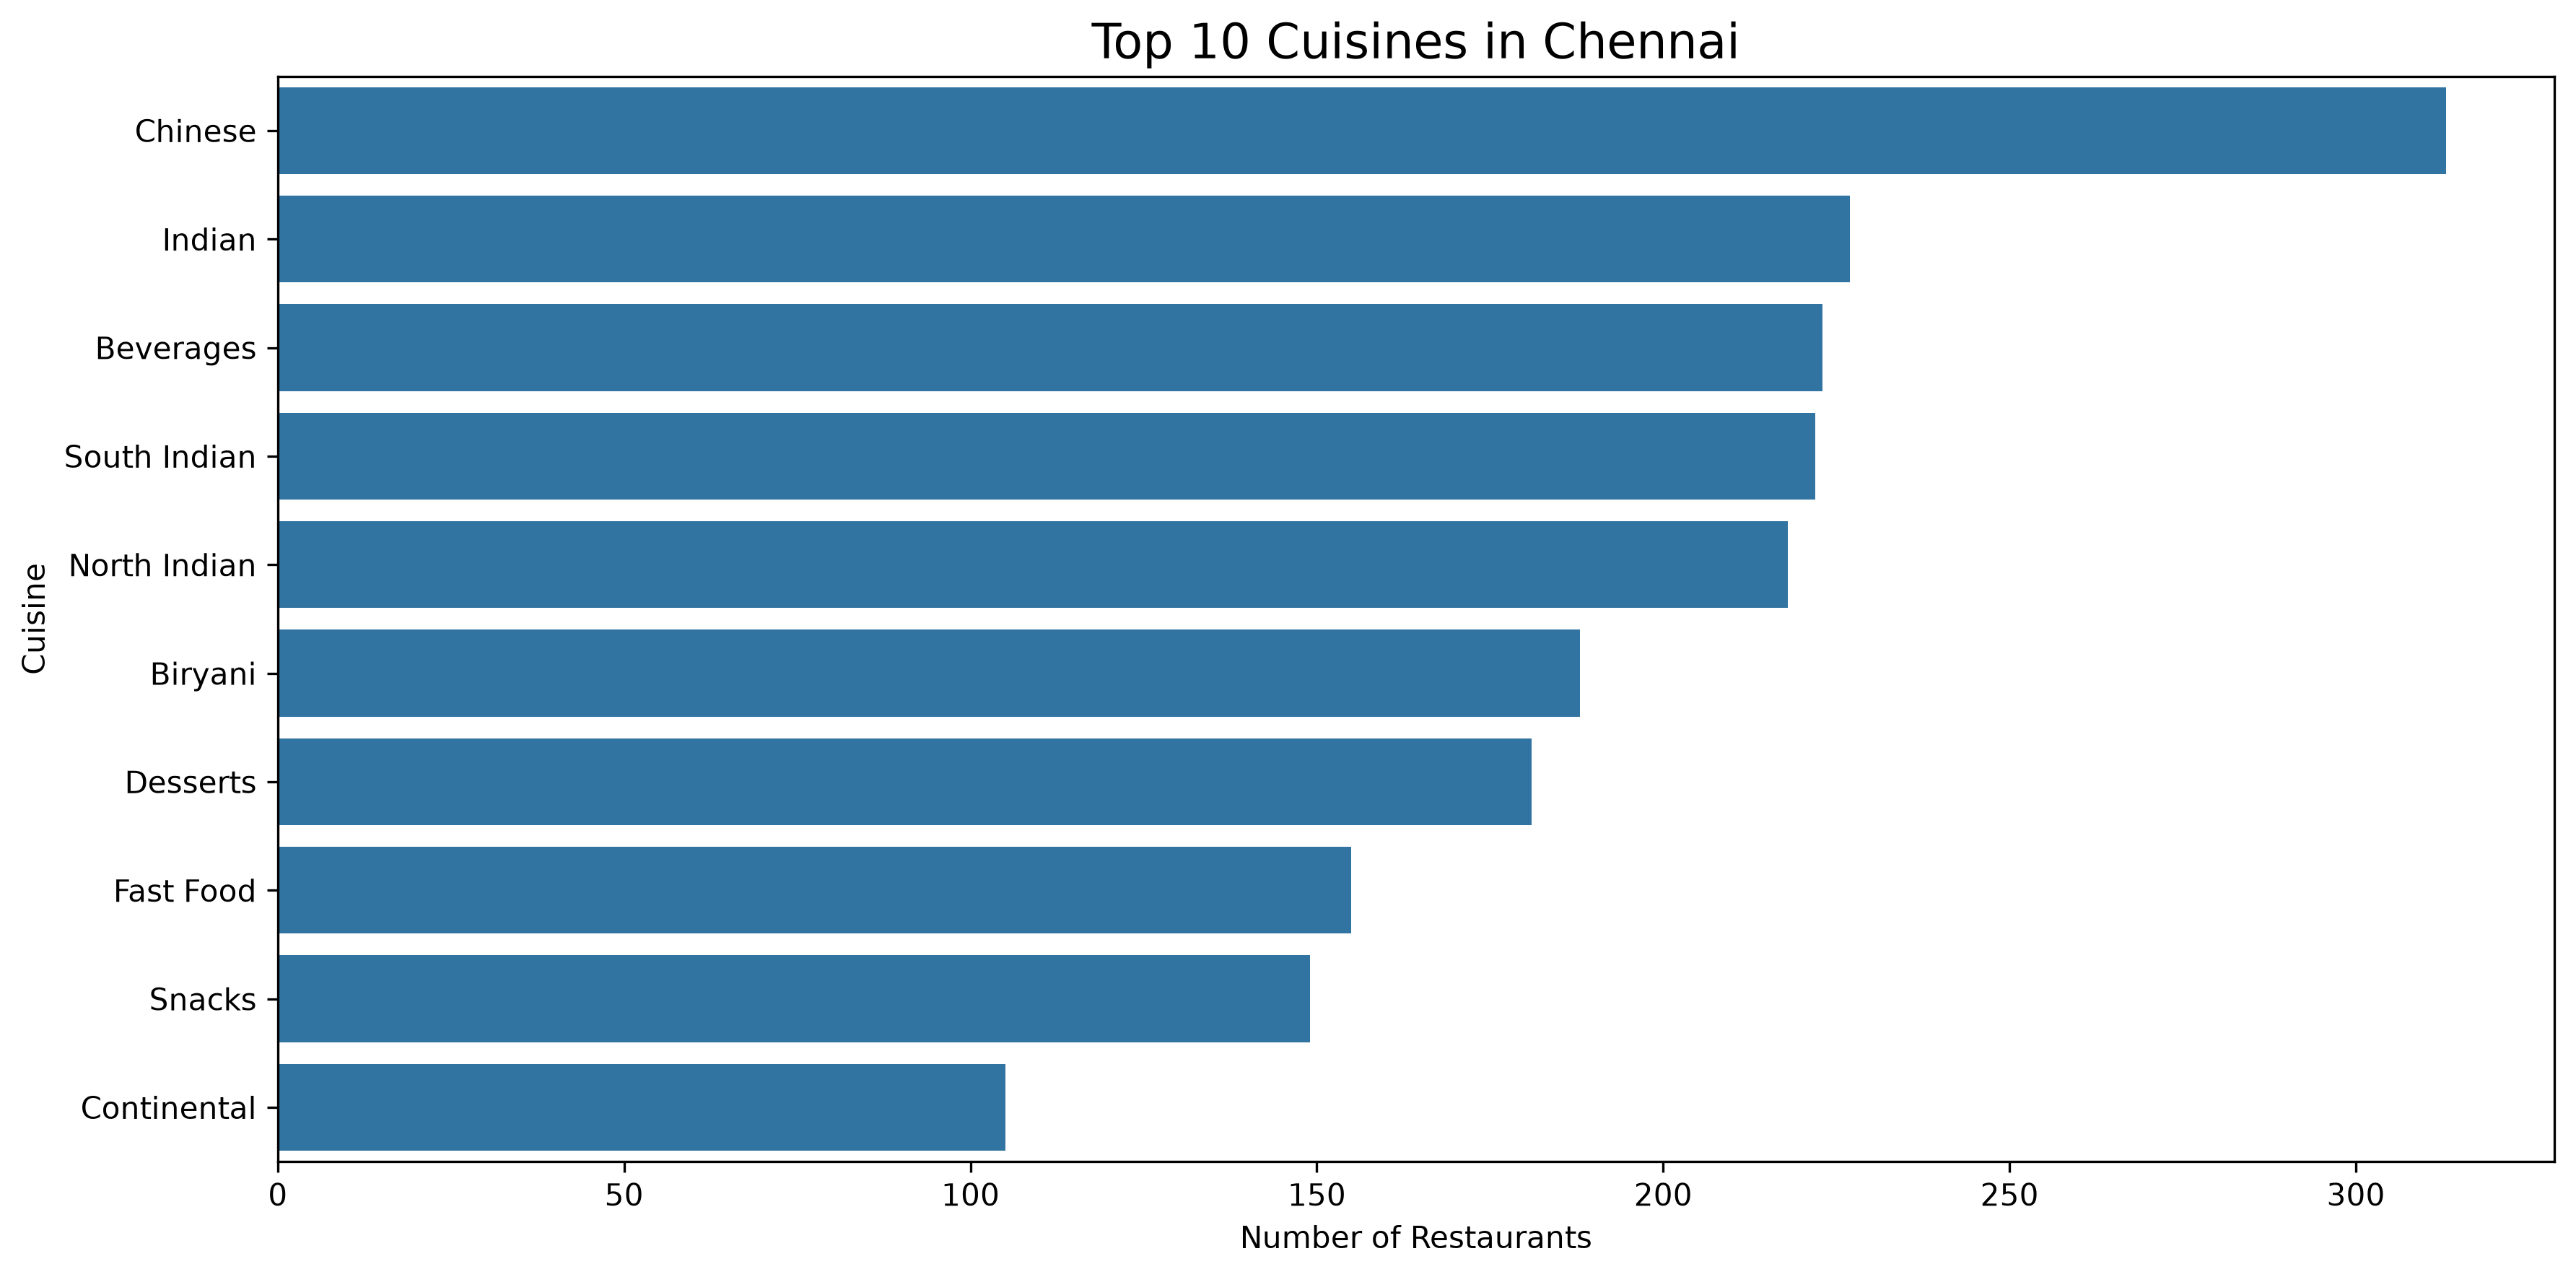 Top 10 Cuisines in Chennai
Chinese
Indian
Beverages
South Indian
North Indian
Biryani
Desserts
Fast Food
Snacks
Continental
Cuisine
0 50 100 150 200 250 300
Number of Restaurants